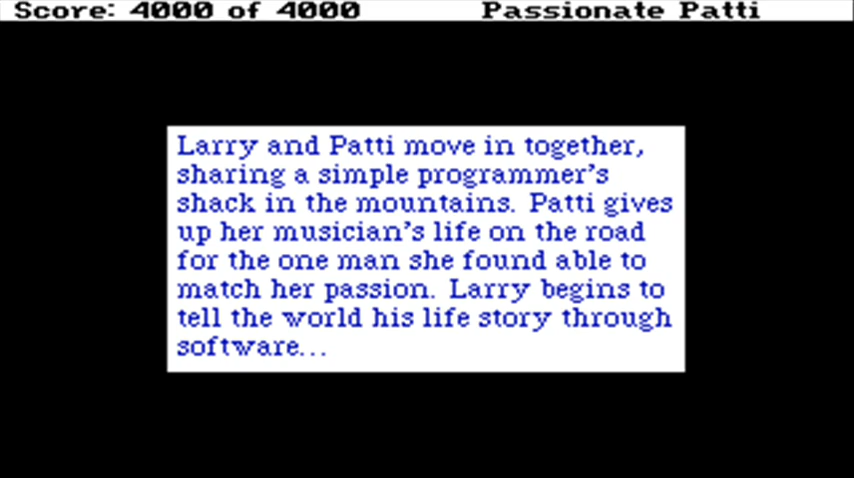 Score: 4000 of 4000 Passionate Patti
Larry and Patti move in together,
sharing a simple programmer's
shack in the mountains. Patti gives
up her musician's life on the road
for the one man she found able to
match her passion. Larry begins to
tell the world his life story through
software...